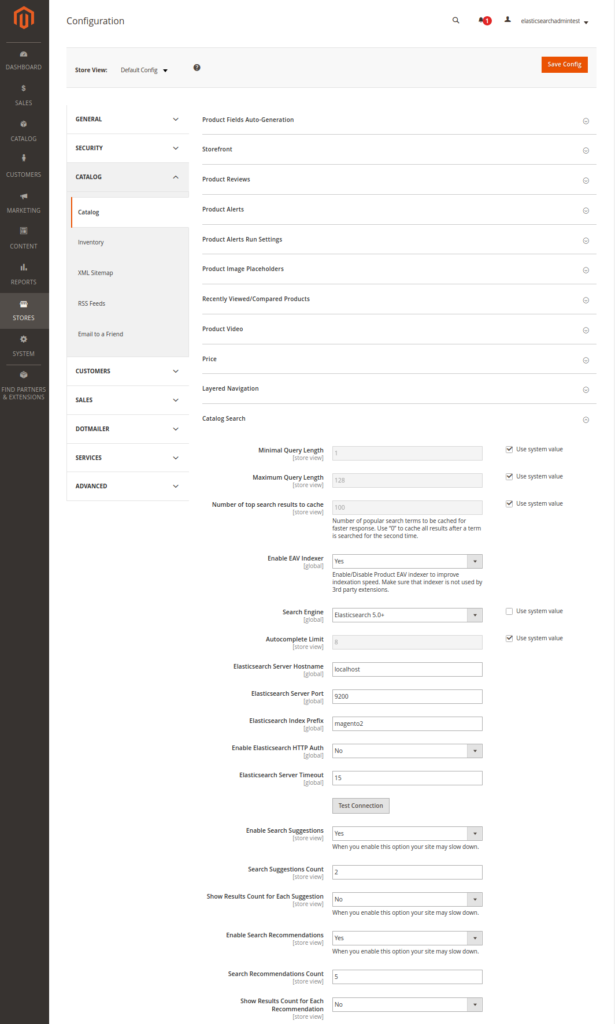 Configuration
1
elasticsearchadmintest
DASHBOARD
SALES
CATALOG
CUSTOMERS
MARKETING
CONTENT
REPORTS
STORES
SYSTEM
FIND PARTNERS
& EXTENSIONS
Store View:
Default Config
?
Save Config
GENERAL
SECURITY
CATALOG
Catalog
Inventory
XML Sitemap
RSS Feeds
Email to a Friend
CUSTOMERS
SALES
DOTMAILER
SERVICES
ADVANCED
Product Fields Auto-Generation
Storefront
Product Reviews
Product Alerts
Product Alerts Run Settings
Product Image Placeholders
Recently Viewed/Compared Products
Product Video
Price
Layered Navigation
Catalog Search
Minimal Query Length
[store view]
1
Use system value
Maximum Query Length
[store view]
128
Use system value
Number of top search results to cache
[store view]
100
Use system value
Number of popular search terms to be cached for
faster response. Use "0" to cache all results after a term
is searched for the second time.
Enable EAV Indexer
[global]
Yes
Enable/Disable Product EAV indexer to improve
indexation speed. Make sure that indexer is not used by
3rd party extensions.
Search Engine
[global]
Elasticsearch 5.0+
Use system value
Autocomplete Limit
[store view]
8
Use system value
Elasticsearch Server Hostname
[global]
localhost
Elasticsearch Server Port
[global]
9200
Elasticsearch Index Prefix
[global]
magento2
Enable Elasticsearch HTTP Auth
[global]
No
Elasticsearch Server Timeout
[global]
15
Test Connection
Enable Search Suggestions
[store view]
Yes
When you enable this option your site may slow down.
Search Suggestions Count
[store view]
2
Show Results Count for Each Suggestion
[store view]
No
When you enable this option your site may slow down.
Enable Search Recommendations
[store view]
Yes
When you enable this option your site may slow down.
Search Recommendations Count
[store view]
5
Show Results Count for Each
Recommendation
[store view]
No